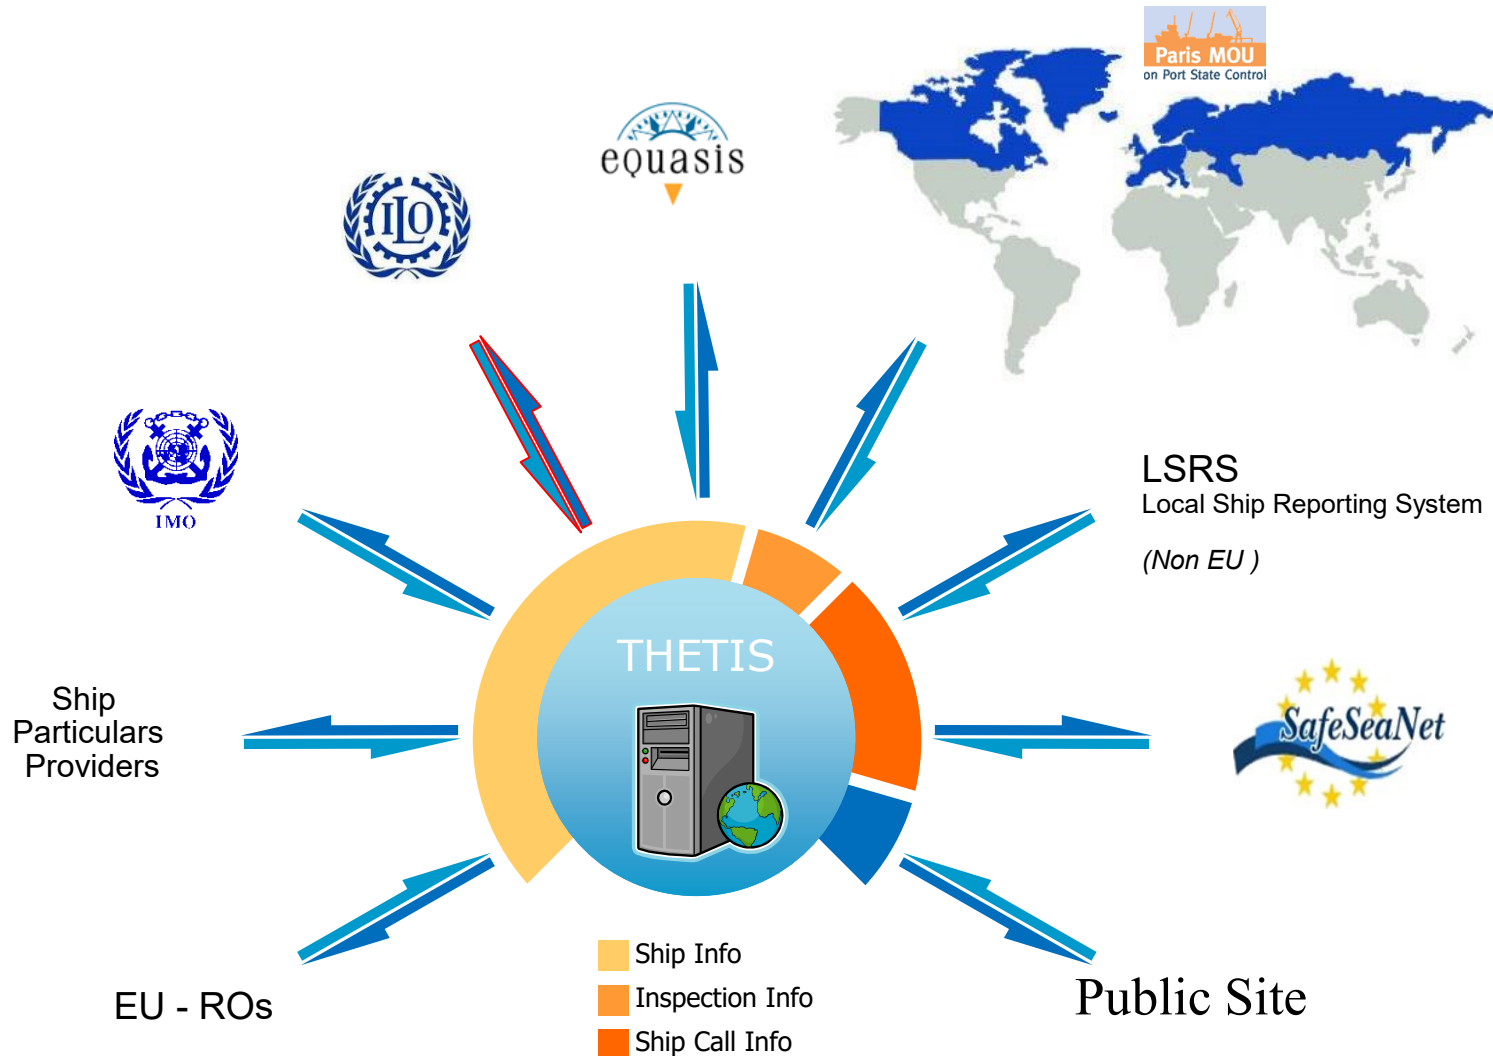 Paris MOU
on Port State Control
equasis
ILO
IMO
LSRS
Local Ship Reporting System
(Non EU )
THETIS
SafeSeaNet
Ship
Particulars
Providers
EU - ROs
Ship Info
Inspection Info
Ship Call Info
Public Site